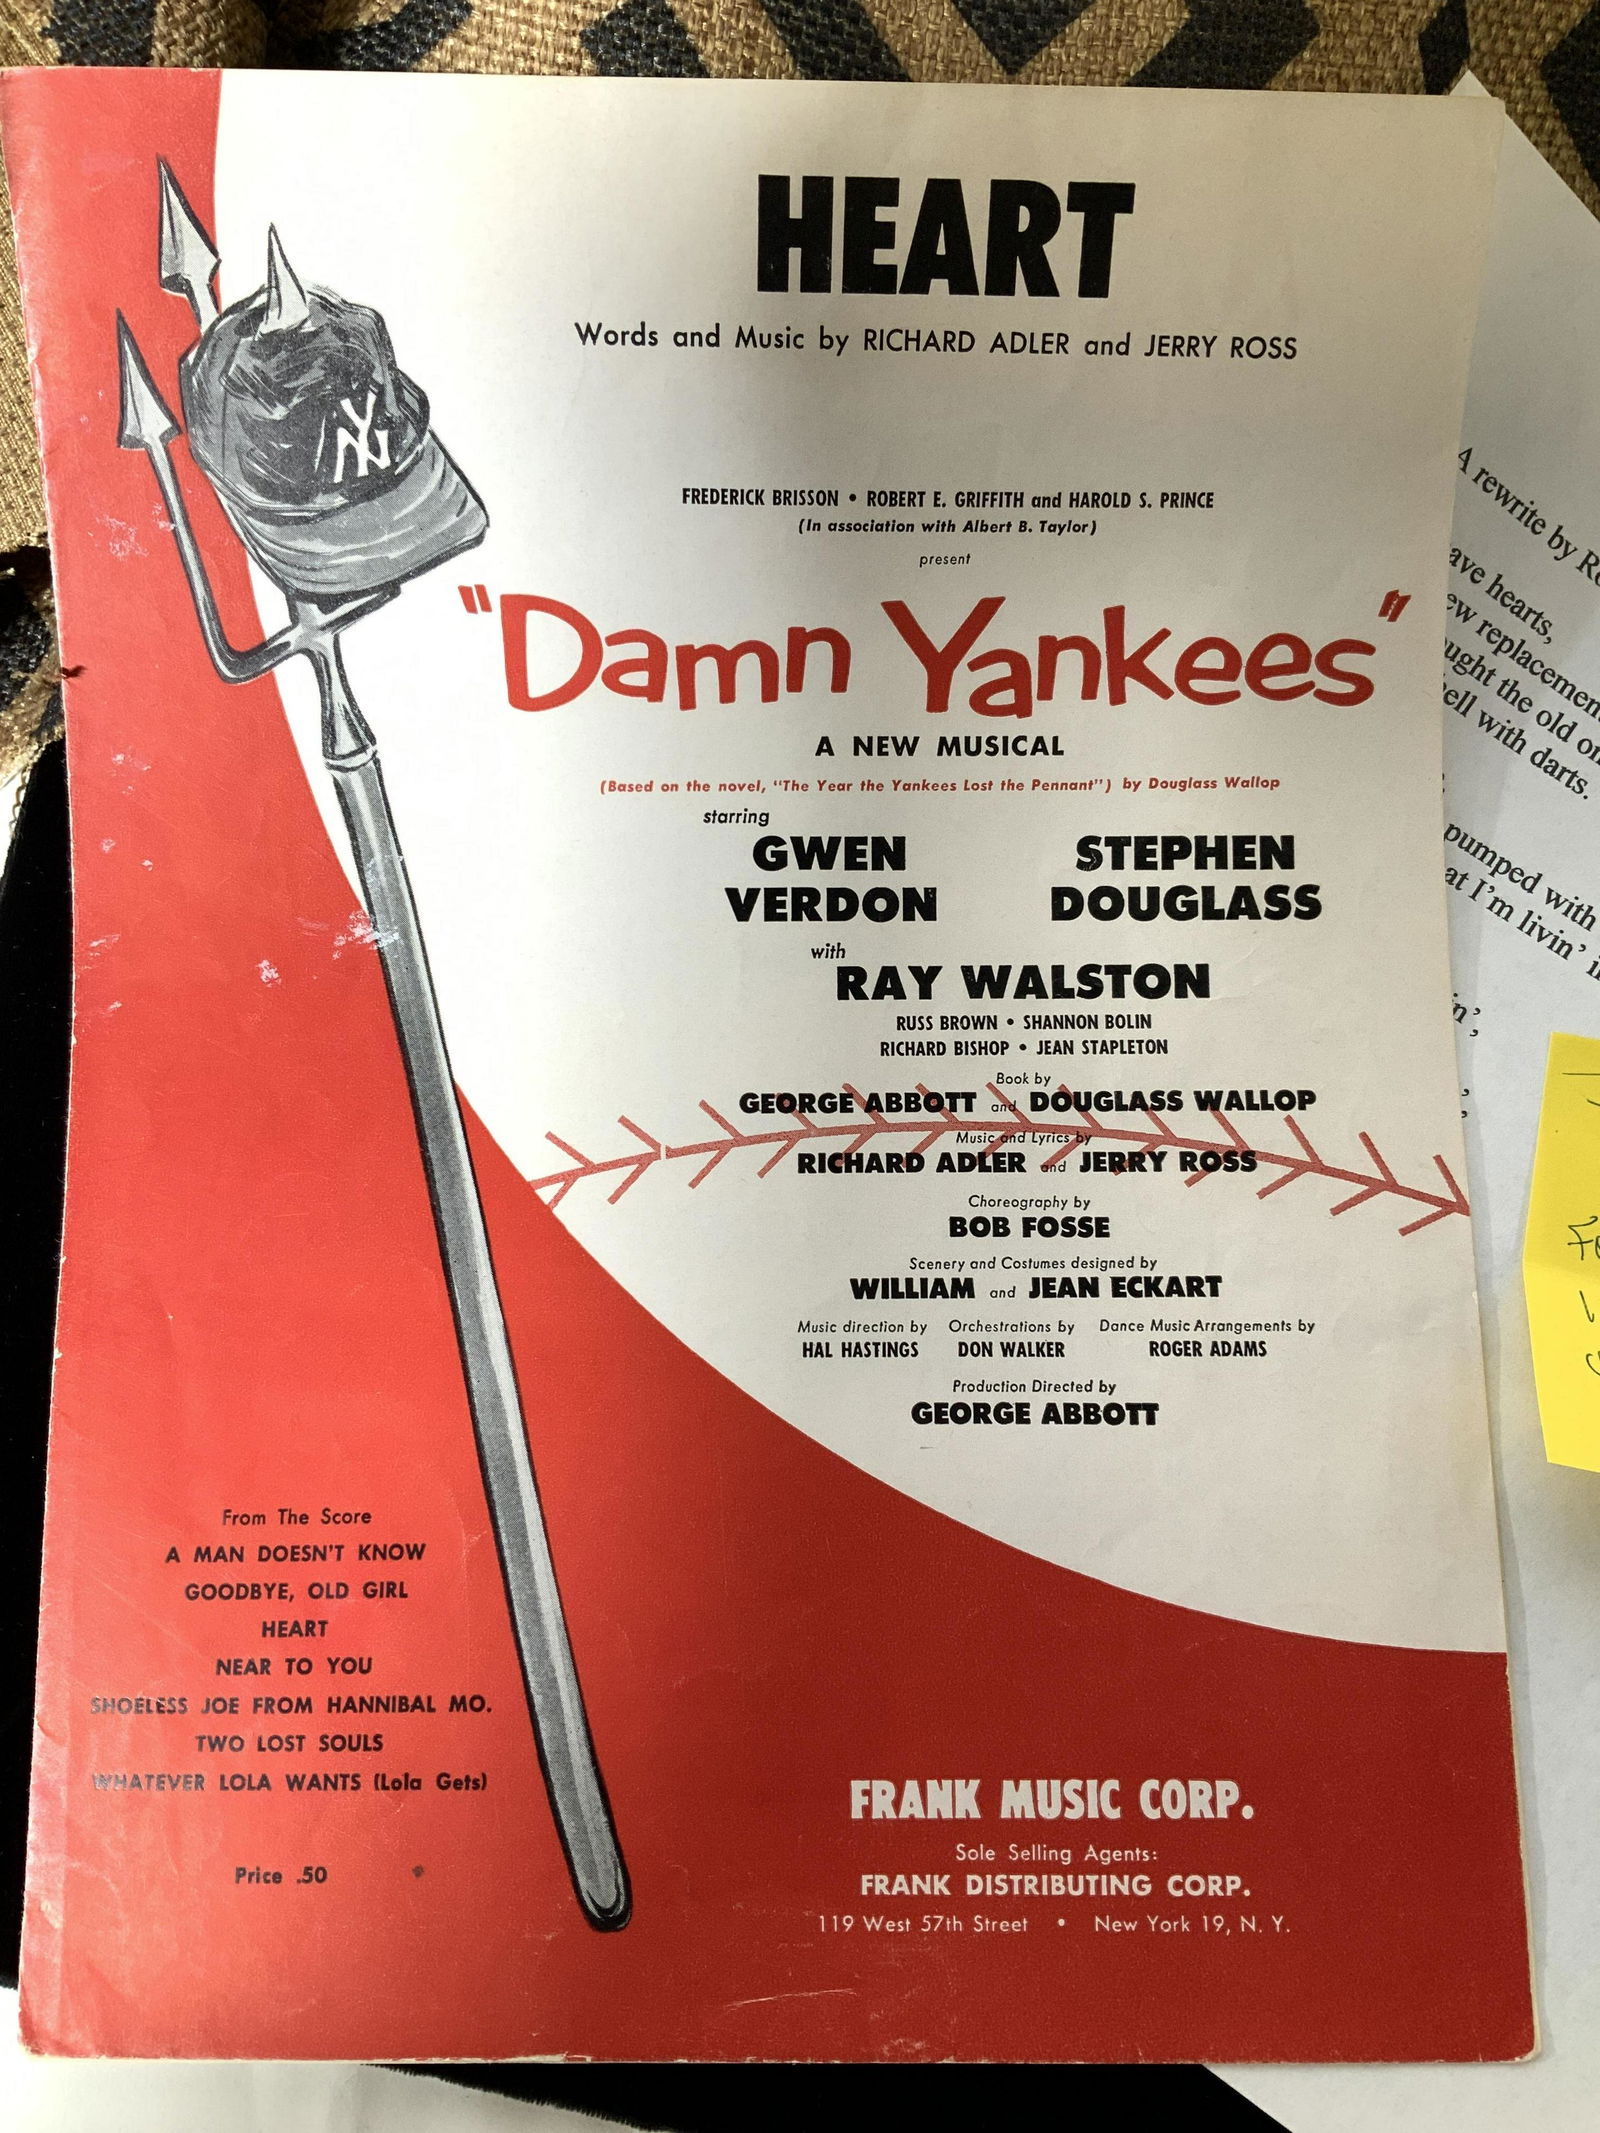 HEART
Words and Music by RICHARD ADLER and JERRY ROSS
NY
FREDERICK BRISSON • ROBERT E. GRIFFITH and HAROLD S. PRINCE
(In association with Albert B. Taylor)
present
"Damn Yankees"
A NEW MUSICAL
(Based on the novel, "The Year the Yankees Lost the Pennant") by Douglass Wallop
starring
GWEN VERDON
STEPHEN DOUGLASS
with
RAY WALSTON
RUSS BROWN • SHANNON BOLIN
RICHARD BISHOP • JEAN STAPLETON
Book by
GEORGE ABBOTT and DOUGLASS WALLOP
Music and Lyrics by
RICHARD ADLER and JERRY ROSS
Choreography by
BOB FOSSE
Scenery and Costumes designed by
WILLIAM and JEAN ECKART
Music direction by Orchestrations by Dance Music Arrangements by
HAL HASTINGS DON WALKER ROGER ADAMS
Production Directed by
GEORGE ABBOTT
From The Score
A MAN DOESN'T KNOW
GOODBYE, OLD GIRL
HEART
NEAR TO YOU
SHOELESS JOE FROM HANNIBAL MO.
TWO LOST SOULS
WHATEVER LOLA WANTS (Lola Gets)
Price .50
FRANK MUSIC CORP.
Sole Selling Agents:
FRANK DISTRIBUTING CORP.
119 West 57th Street • New York 19, N. Y.
A rewrite by
hearts,
the old
with darts.
pumped with
I'm livin'